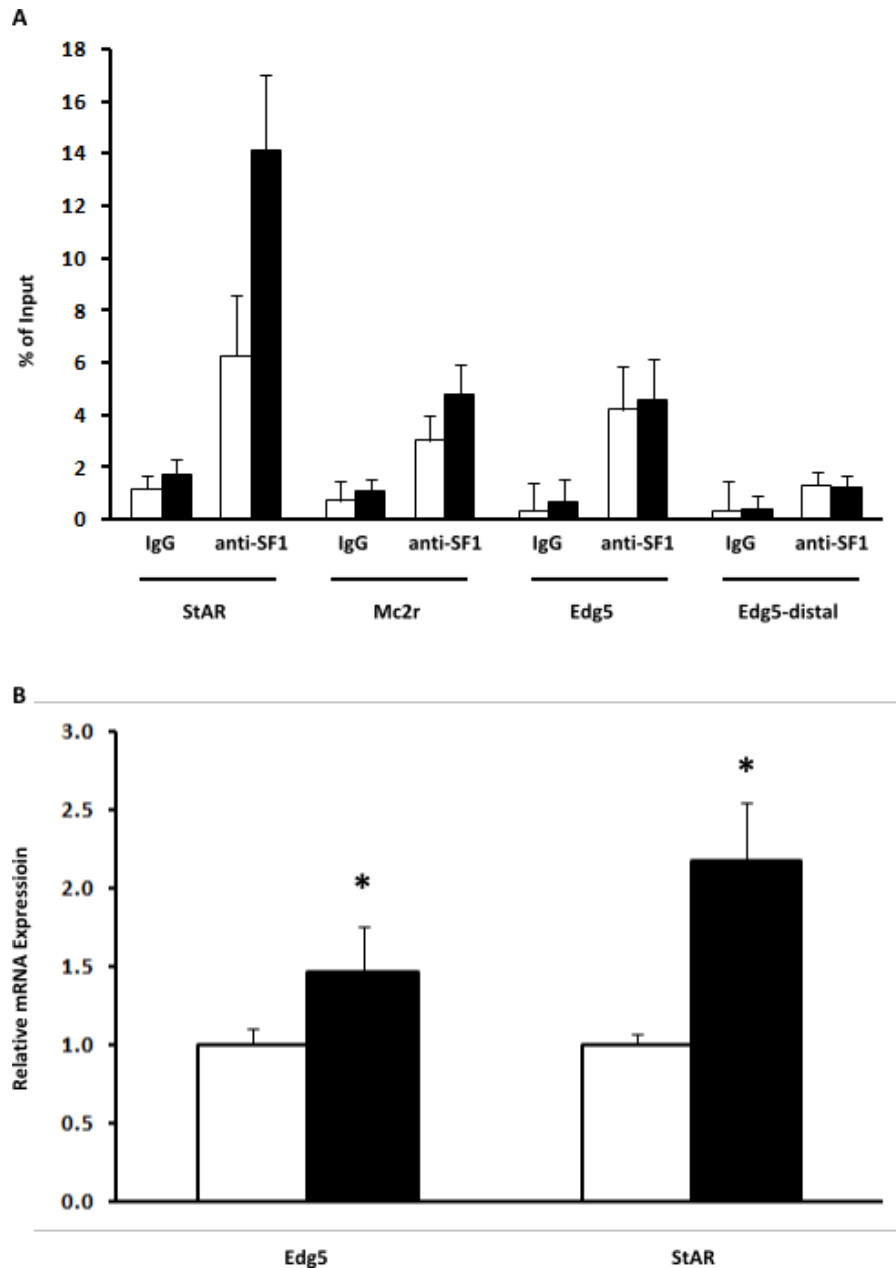 A
18
16
14
12
10
8
6
4
2
0
% of Input
IgG anti-SF1 IgG anti-SF1 IgG anti-SF1 IgG anti-SF1
StAR Mc2r Edg5 Edg5-distal
B
3.0
2.5
2.0
1.5
1.0
0.5
0.0
Relative mRNA Expressioin
* *
Edg5 StAR